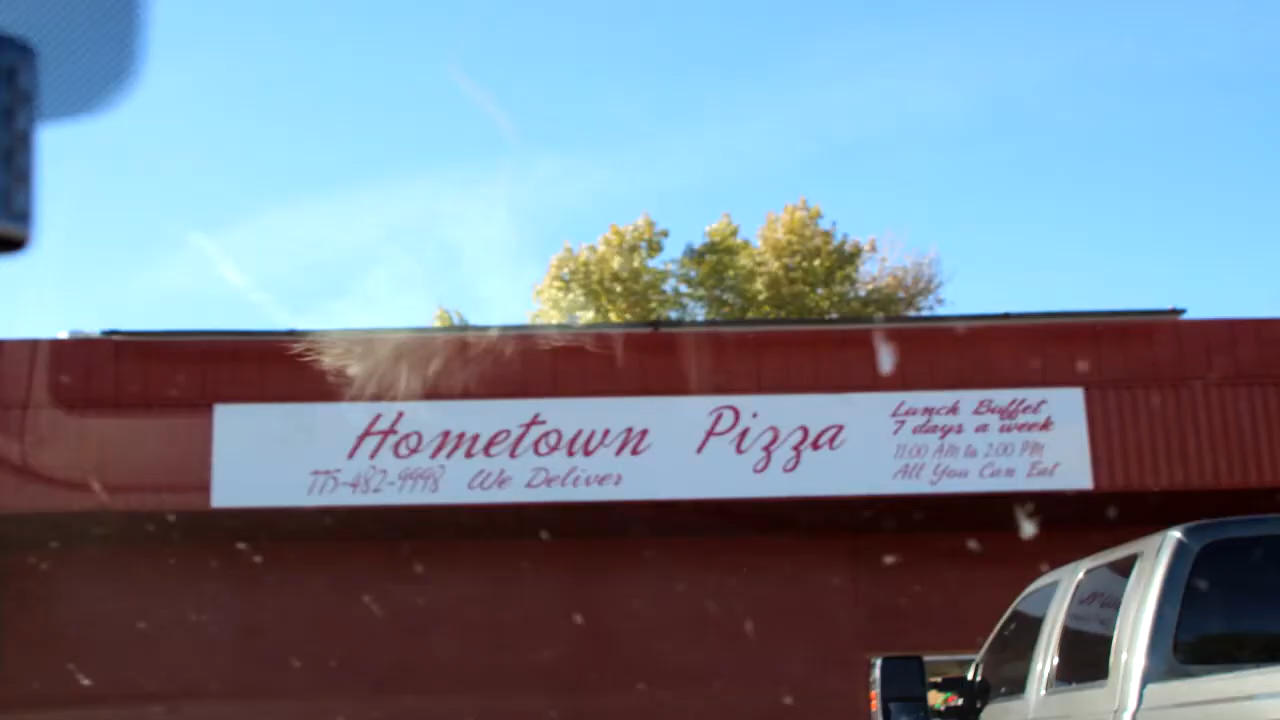 Hometown Pizza
775-482-9998 We Deliver
Lunch Buffet
7 days a week
11:00 AM to 2:00 PM
All You Can Eat